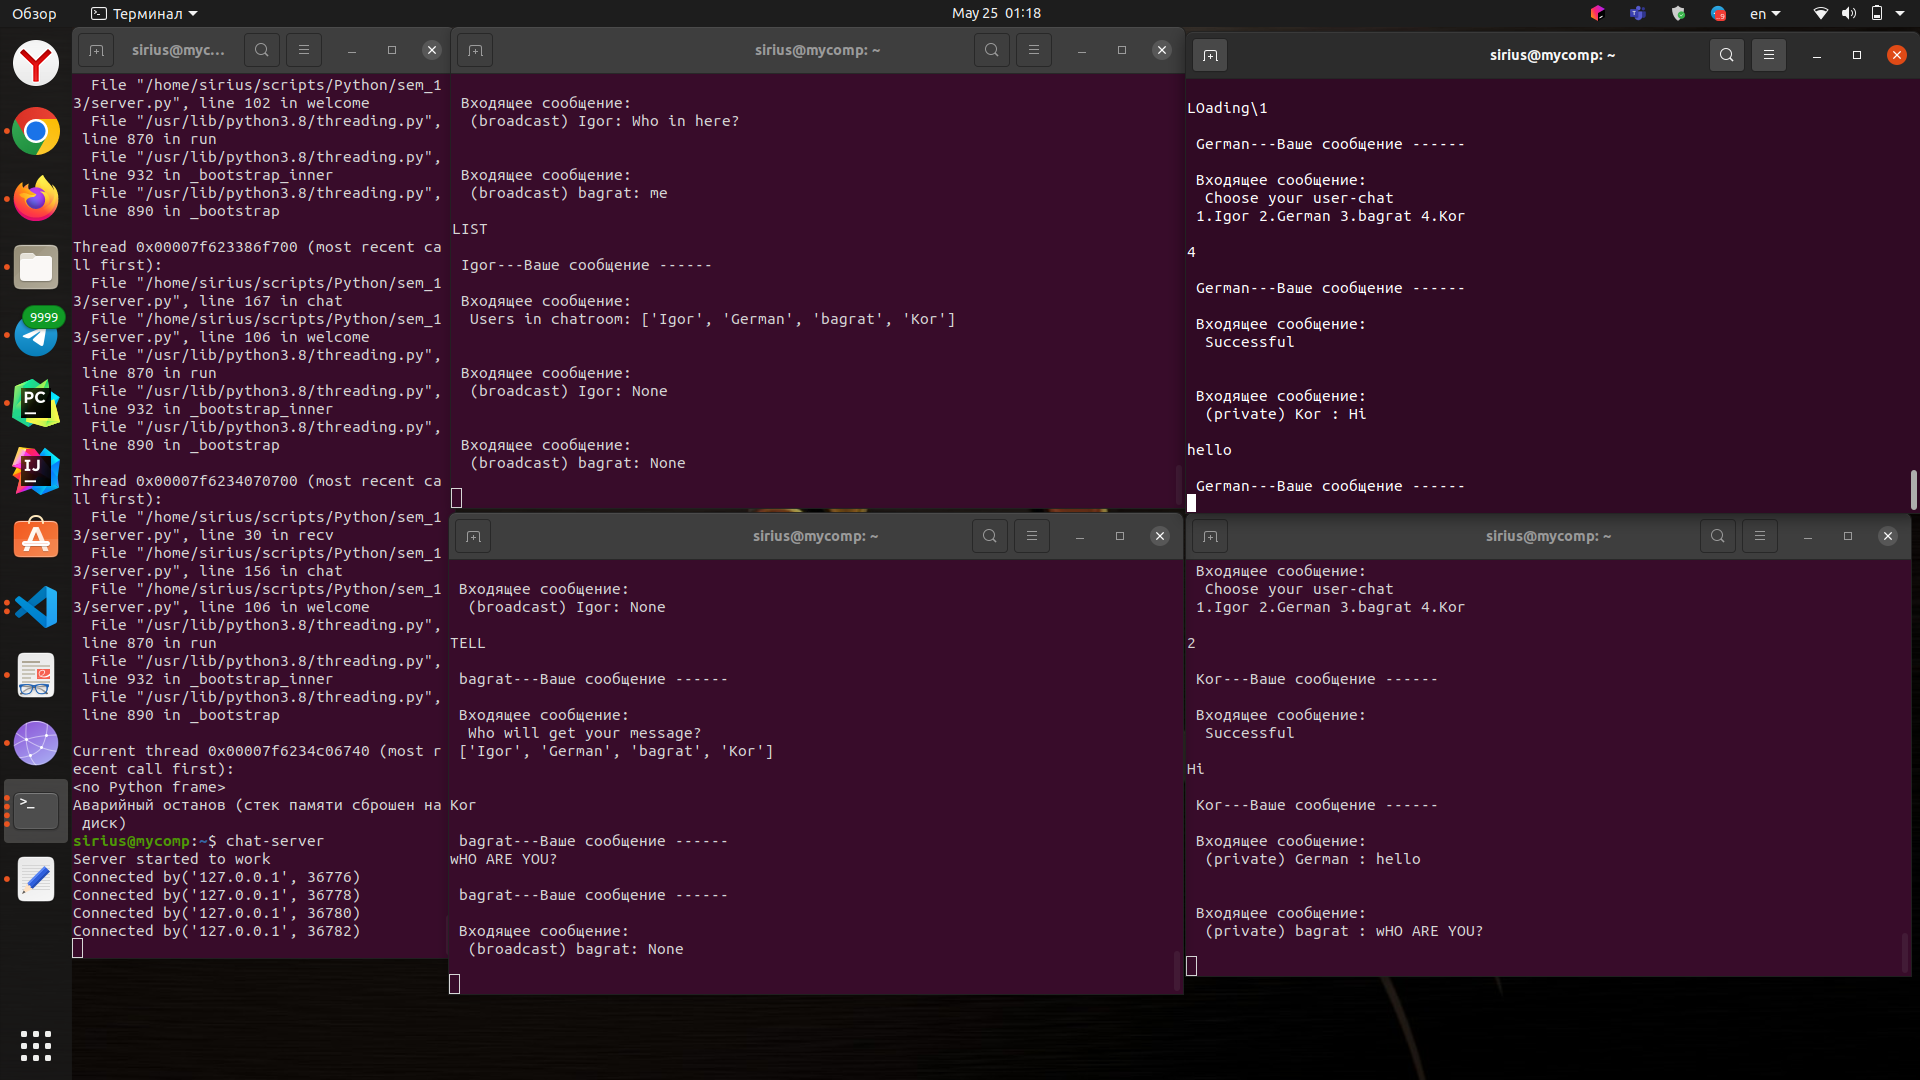 Обзор
Терминал
May 25 01:18
en
9999
PC
IJ
sirius@myc...
File "/home/sirius/scripts/Python/sem_1
3/server.py", line 102 in welcome
File "/usr/lib/python3.8/threading.py",
line 870 in run
File "/usr/lib/python3.8/threading.py",
line 932 in _bootstrap_inner
File "/usr/lib/python3.8/threading.py",
line 890 in _bootstrap
Thread 0x00007f623386f700 (most recent ca
ll first):
File "/home/sirius/scripts/Python/sem_1
3/server.py", line 167 in chat
File "/home/sirius/scripts/Python/sem_1
3/server.py", line 106 in welcome
File "/usr/lib/python3.8/threading.py",
line 870 in run
File "/usr/lib/python3.8/threading.py",
line 932 in _bootstrap_inner
File "/usr/lib/python3.8/threading.py",
line 890 in _bootstrap
Thread 0x00007f6234070700 (most recent ca
ll first):
File "/home/sirius/scripts/Python/sem_1
3/server.py", line 30 in recv
File "/home/sirius/scripts/Python/sem_1
3/server.py", line 156 in chat
File "/home/sirius/scripts/Python/sem_1
3/server.py", line 106 in welcome
File "/usr/lib/python3.8/threading.py",
line 870 in run
File "/usr/lib/python3.8/threading.py",
line 932 in _bootstrap_inner
File "/usr/lib/python3.8/threading.py",
line 890 in _bootstrap
Current thread 0x00007f6234c06740 (most r
ecent call first):
<no Python frame>
Аварийный останов (стек памяти сброшен на
диск)
sirius@mycomp:~$ chat-server
Server started to work
Connected by('127.0.0.1', 36776)
Connected by('127.0.0.1', 36778)
Connected by('127.0.0.1', 36780)
Connected by('127.0.0.1', 36782)
sirius@mycomp: ~
Входящее сообщение:
(broadcast) Igor: Who in here?
Входящее сообщение:
(broadcast) bagrat: me
LIST
Igor---Ваше сообщение ------
Входящее сообщение:
Users in chatroom: ['Igor', 'German', 'bagrat', 'Kor']
Входящее сообщение:
(broadcast) Igor: None
Входящее сообщение:
(broadcast) bagrat: None
sirius@mycomp: ~
LOading\1
German---Ваше сообщение ------
Входящее сообщение:
Choose your user-chat
1.Igor 2.German 3.bagrat 4.Kor
4
German---Ваше сообщение ------
Входящее сообщение:
Successful
Входящее сообщение:
(private) Kor : Hi
hello
German---Ваше сообщение ------
sirius@mycomp: ~
Входящее сообщение:
(broadcast) Igor: None
TELL
bagrat---Ваше сообщение ------
Входящее сообщение:
Who will get your message?
['Igor', 'German', 'bagrat', 'Kor']
Kor
bagrat---Ваше сообщение ------
wHO ARE YOU?
bagrat---Ваше сообщение ------
Входящее сообщение:
(broadcast) bagrat: None
sirius@mycomp: ~
Входящее сообщение:
Choose your user-chat
1.Igor 2.German 3.bagrat 4.Kor
2
Kor---Ваше сообщение ------
Входящее сообщение:
Successful
Hi
Kor---Ваше сообщение ------
Входящее сообщение:
(private) German : hello
Входящее сообщение:
(private) bagrat : wHO ARE YOU?